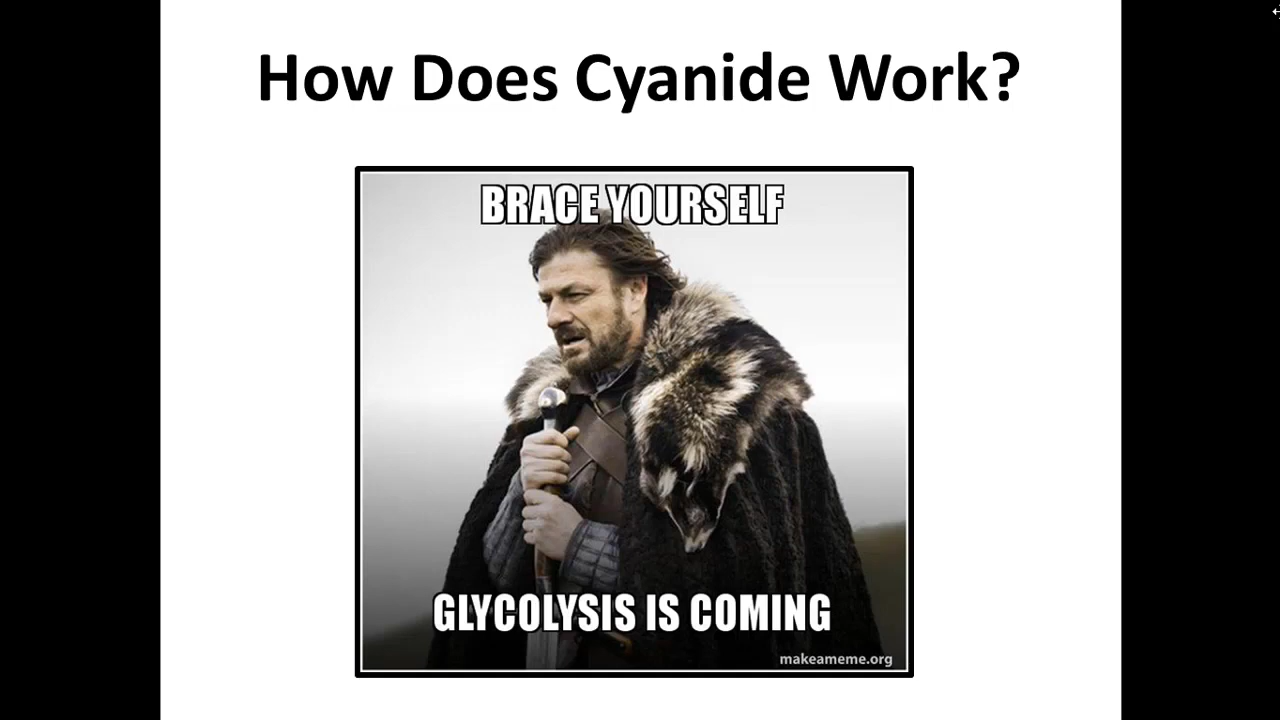 How Does Cyanide Work?
BRACE YOURSELF
GLYCOLYSIS IS COMING
makeameme.org